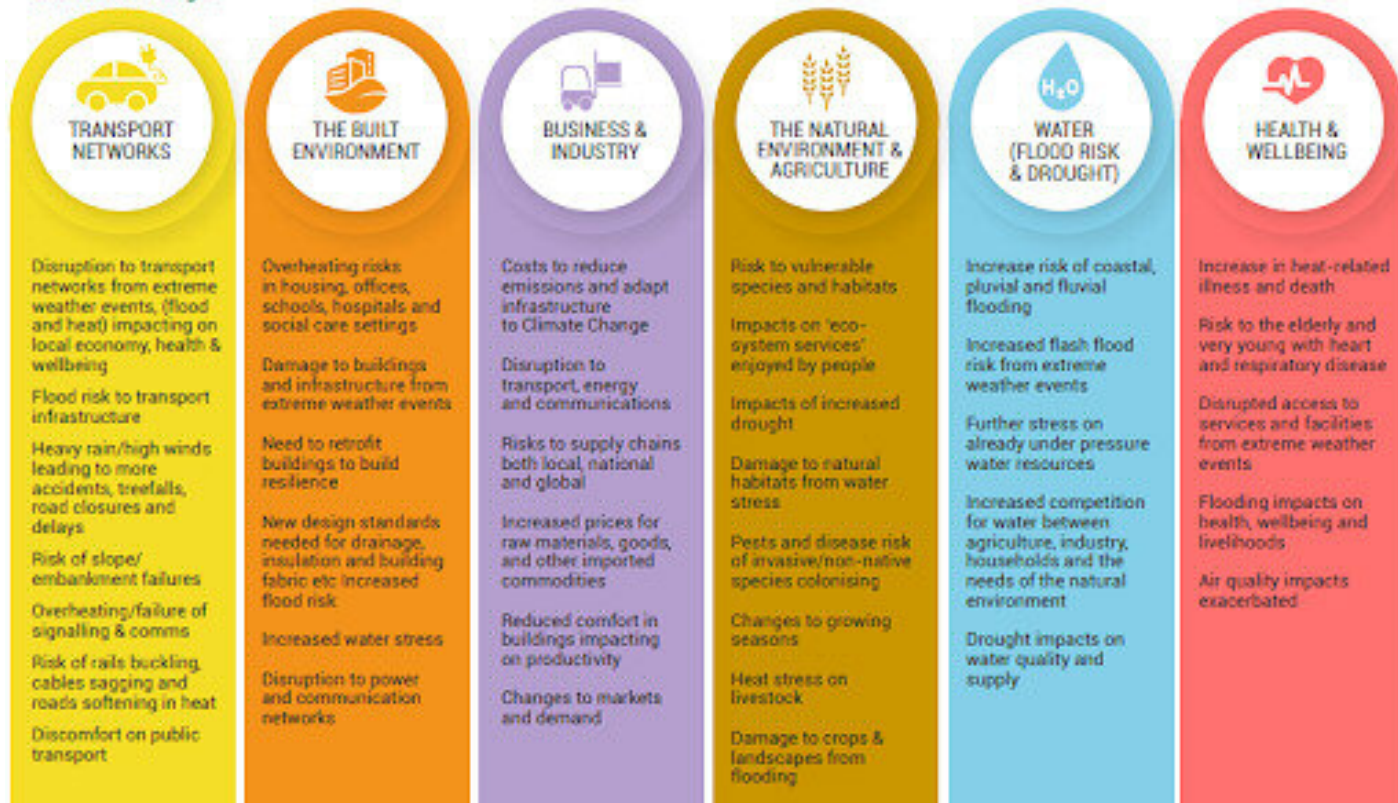 TRANSPORT
NETWORKS
Disruption to transport
networks from extreme
weather events, (flood
and heat) impacting on
local economy, health &
wellbeing
Flood risk to transport
infrastructure
Heavy rain/high winds
leading to more
accidents, treefalls,
road closures and
delays
Risk of slope/
embankment failures
Overheating/failure of
signalling & comms
Risk of rails buckling,
cables sagging and
roads softening in heat
Discomfort on public
transport
THE BUILT
ENVIRONMENT
Overheating risks
in housing, offices,
schools, hospitals and
social care settings
Damage to buildings
and infrastructure from
extreme weather events
Need to retrofit
buildings to build
resilience
New design standards
needed for drainage,
insulation and building
fabric etc Increased
flood risk
Increased water stress
Disruption to power
and communication
networks
BUSINESS &
INDUSTRY
Costs to reduce
emissions and adapt
infrastructure
to Climate Change
Disruption to
transport, energy
and communications
Risks to supply chains
both local, national
and global
Increased prices for
raw materials, goods,
and other imported
commodities
Reduced comfort in
buildings impacting
on productivity
Changes to markets
and demand
THE NATURAL
ENVIRONMENT &
AGRICULTURE
Risk to vulnerable
species and habitats
Impacts on 'eco-
system services'
enjoyed by people
Impacts of increased
drought
Damage to natural
habitats from water
stress
Pests and disease risk
of invasive/non-native
species colonising
Changes to growing
seasons
Heat stress on
livestock
Damage to crops &
landscapes from
flooding
H₂O
WATER
(FLOOD RISK
& DROUGHT)
Increase risk of coastal,
pluvial and fluvial
flooding
Increased flash flood
risk from extreme
weather events
Further stress on
already under pressure
water resources
Increased competition
for water between
agriculture, industry,
households and the
needs of the natural
environment
Drought impacts on
water quality and
supply
HEALTH &
WELLBEING
Increase in heat-related
illness and death
Risk to the elderly and
very young with heart
and respiratory disease
Disrupted access to
services and facilities
from extreme weather
events
Flooding impacts on
health, wellbeing and
livelihoods
Air quality impacts
exacerbated